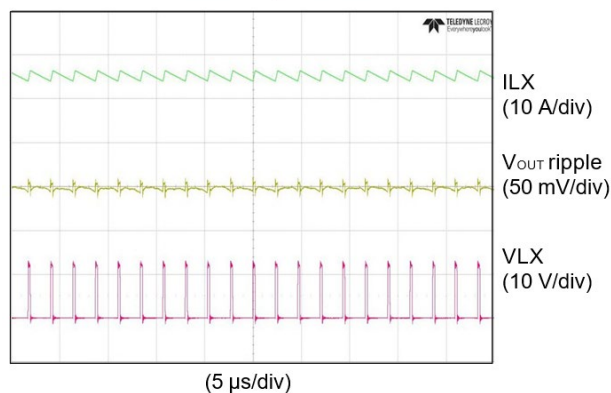 TELEDYNE LECROY
Everywhereyoulook
ILX
(10 A/div)
VOUT ripple
(50 mV/div)
VLX
(10 V/div)
(5 µs/div)